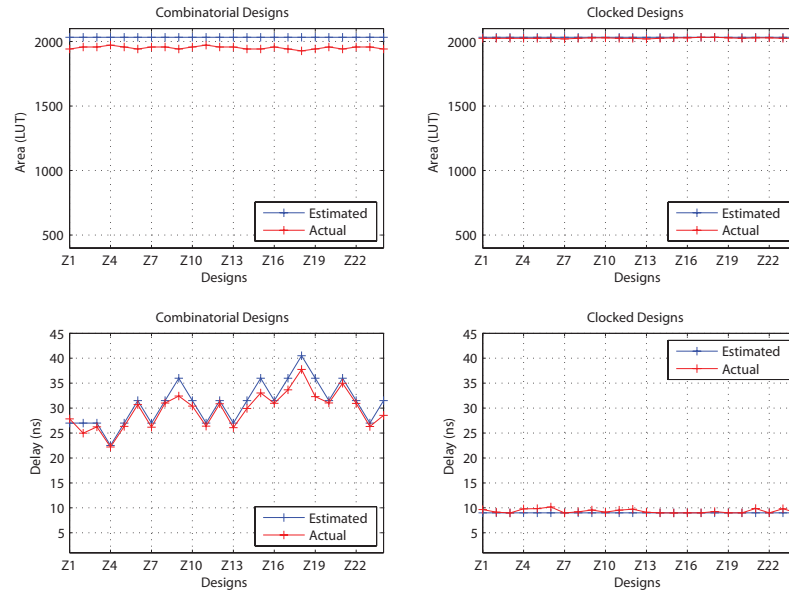 Combinatorial Designs
Area (LUT)
2000
1500
1000
500
Estimated
Actual
Z1 Z4 Z7 Z10 Z13 Z16 Z19 Z22
Designs
Clocked Designs
Area (LUT)
2000
1500
1000
500
Estimated
Actual
Z1 Z4 Z7 Z10 Z13 Z16 Z19 Z22
Designs
Combinatorial Designs
Delay (ns)
45
40
35
30
25
20
15
10
5
Estimated
Actual
Z1 Z4 Z7 Z10 Z13 Z16 Z19 Z22
Designs
Clocked Designs
Delay (ns)
45
40
35
30
25
20
15
10
5
Estimated
Actual
Z1 Z4 Z7 Z10 Z13 Z16 Z19 Z22
Designs